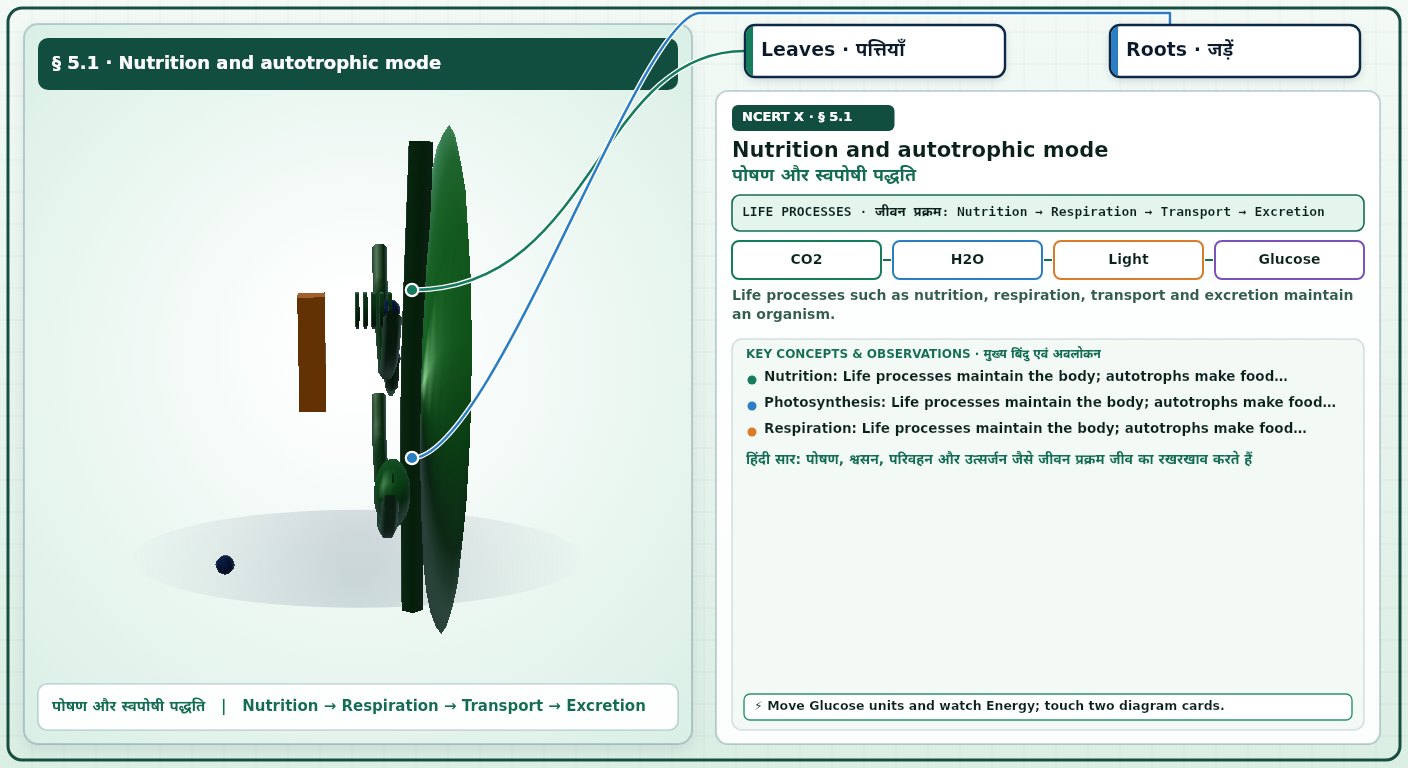 § 5.1 · Nutrition and autotrophic mode
Leaves · पत्तियाँ
Roots · जड़ें
NCERT X · § 5.1
Nutrition and autotrophic mode
पोषण और स्वपोषी पद्धति
LIFE PROCESSES · जीवन प्रक्रम: Nutrition → Respiration → Transport → Excretion
CO2
H2O
Light
Glucose
Life processes such as nutrition, respiration, transport and excretion maintain
an organism.
KEY CONCEPTS & OBSERVATIONS · मुख्य बिंदु एवं अवलोकन
Nutrition: Life processes maintain the body; autotrophs make food...
Photosynthesis: Life processes maintain the body; autotrophs make food...
Respiration: Life processes maintain the body; autotrophs make food...
हिंदी सार: पोषण, श्वसन, परिवहन और उत्सर्जन जैसे जीवन प्रक्रम जीव का रखरखाव करते हैं
⚡ Move Glucose units and watch Energy; touch two diagram cards.
पोषण और स्वपोषी पद्धति | Nutrition → Respiration → Transport → Excretion